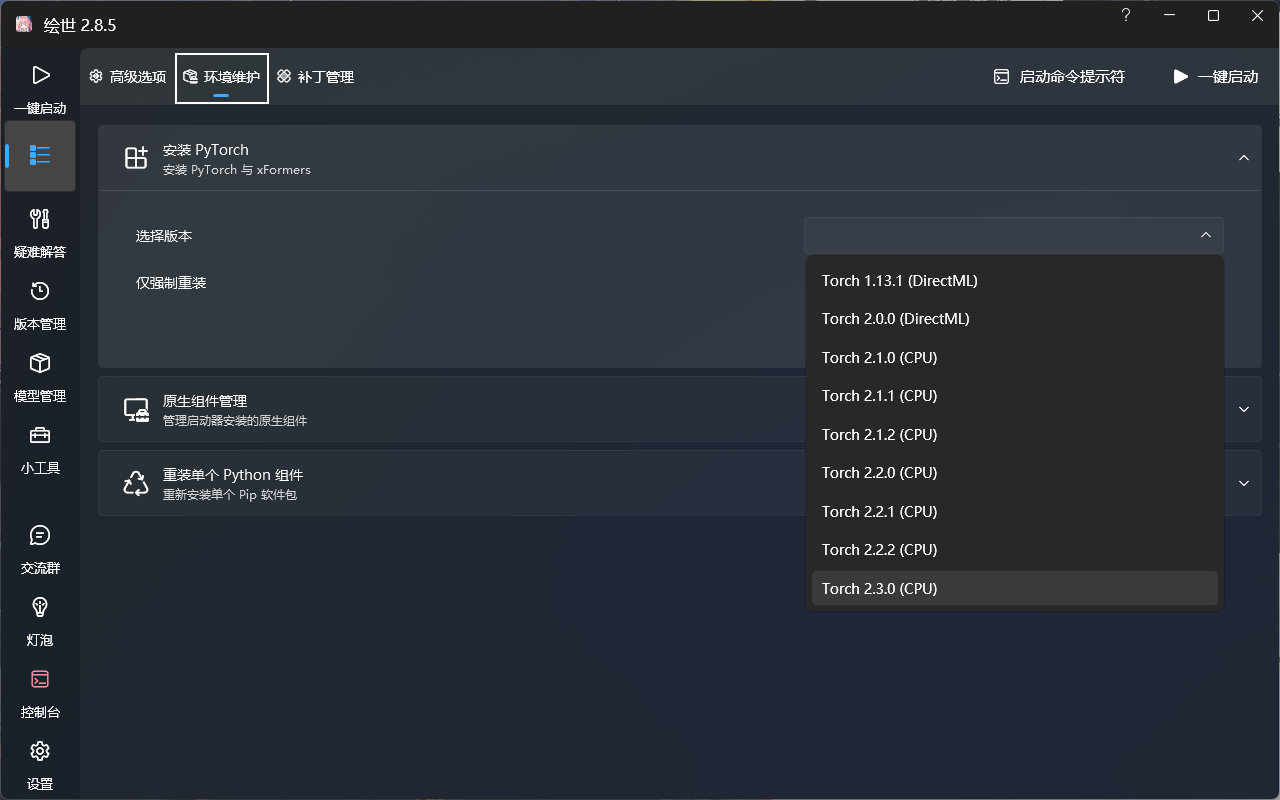 绘世 2.8.5
?
一键启动
疑难解答
版本管理
模型管理
小工具
交流群
灯泡
控制台
设置
高级选项
环境维护
补丁管理
启动命令提示符
一键启动
安装 PyTorch
安装 PyTorch 与 xFormers
选择版本
仅强制重装
Torch 1.13.1 (DirectML)
Torch 2.0.0 (DirectML)
Torch 2.1.0 (CPU)
Torch 2.1.1 (CPU)
Torch 2.1.2 (CPU)
Torch 2.2.0 (CPU)
Torch 2.2.1 (CPU)
Torch 2.2.2 (CPU)
Torch 2.3.0 (CPU)
原生组件管理
管理启动器安装的原生组件
重装单个 Python 组件
重新安装单个 Pip 软件包